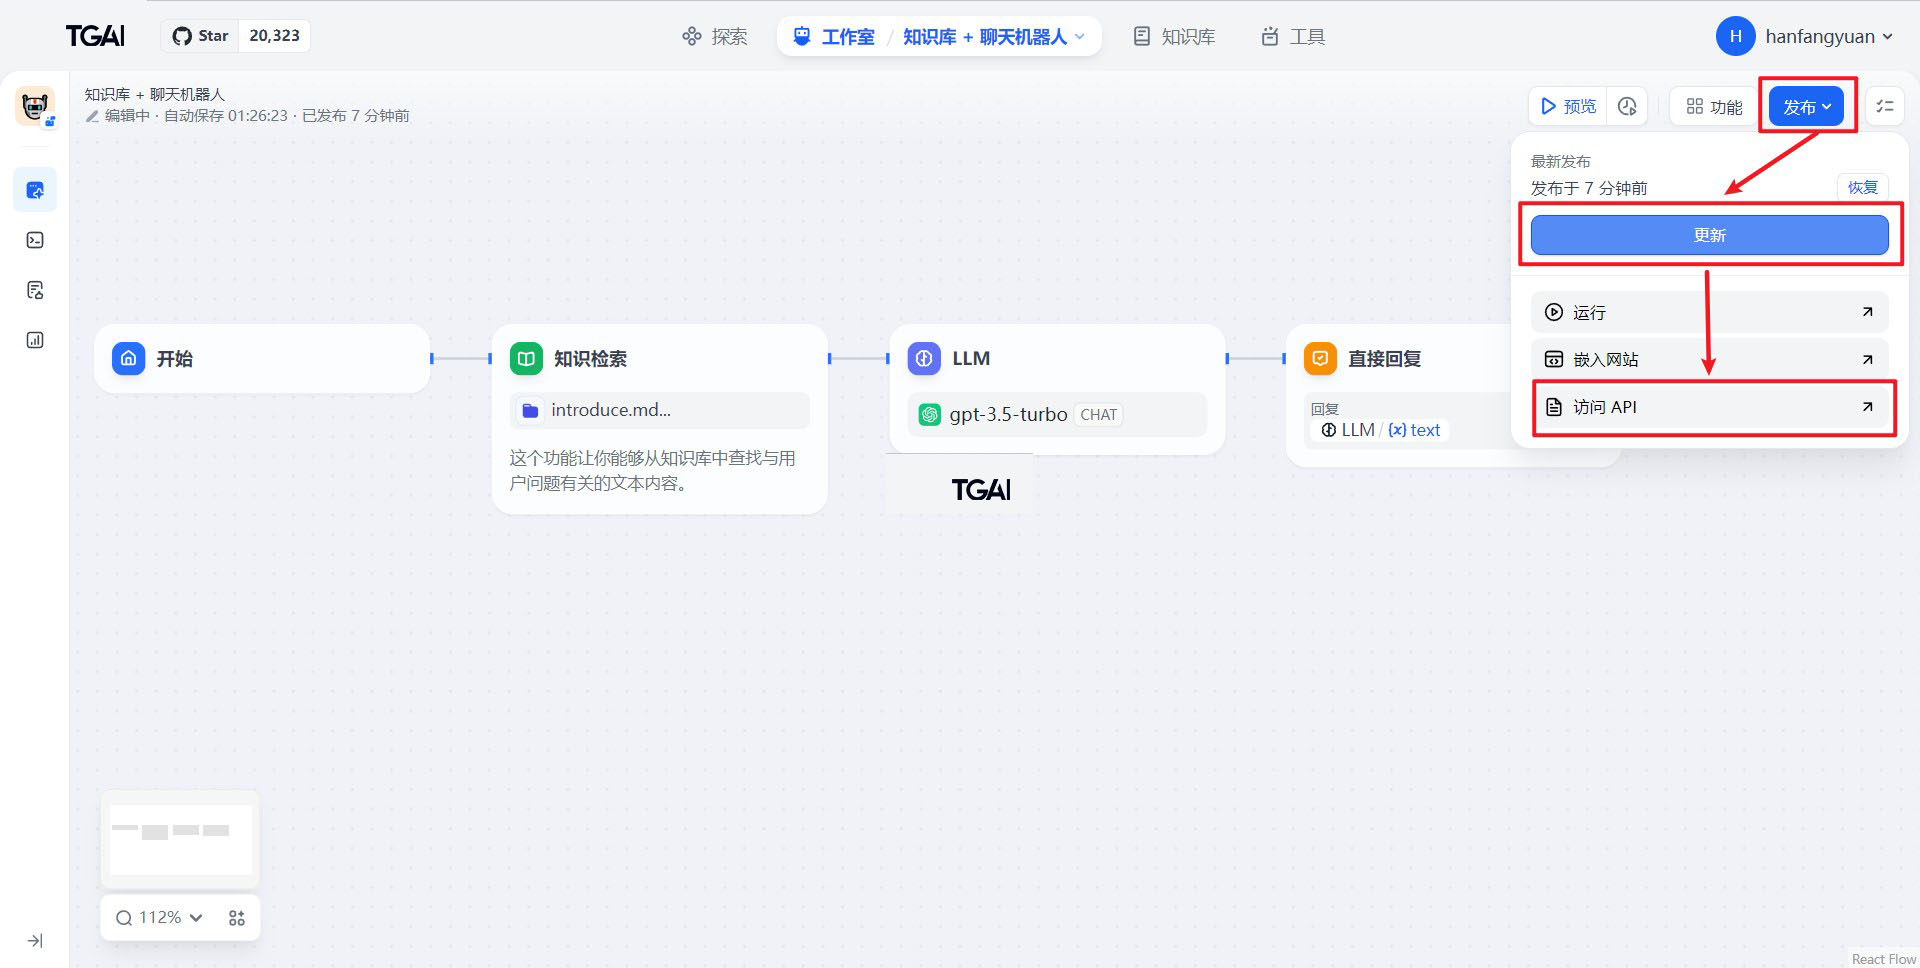 TGAI
Star 20,323
探索
工作室 / 知识库 + 聊天机器人
知识库
工具
H hanfangyuan
知识库 + 聊天机器人
编辑中 · 自动保存 01:26:23 · 已发布 7 分钟前
预览
功能
发布
最新发布
发布于 7 分钟前
恢复
更新
运行
嵌入网站
访问 API
开始
知识检索
introduce.md...
这个功能让你能够从知识库中查找与用
户问题有关的文本内容。
LLM
gpt-3.5-turbo CHAT
TGAI
直接回复
回复
LLM / {x} text
112%
React Flow